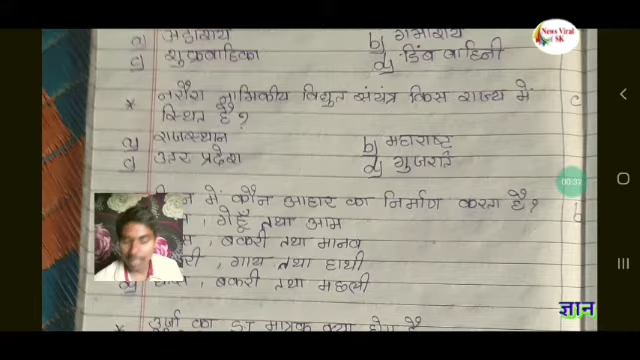 a) अंडाशय b) गर्भाशय
c) शुक्रवाहिका d) डिंब वाहिनी
* नरौरा नाभिकीय विद्युत संयंत्र किस राज्य में c
स्थित है ?
a) राजस्थान b) महाराष्ट्र
c) उत्तर प्रदेश d) गुजरात
में कौन आहार का निर्माण करता है ? b
, गेहूँ तथा आम
, बकरी तथा मानव
, गाय तथा हाथी
d) घास , बकरी तथा मछली
* ऊर्जा का SI मात्रक क्या
News Viral
SK
00:37
ज्ञान